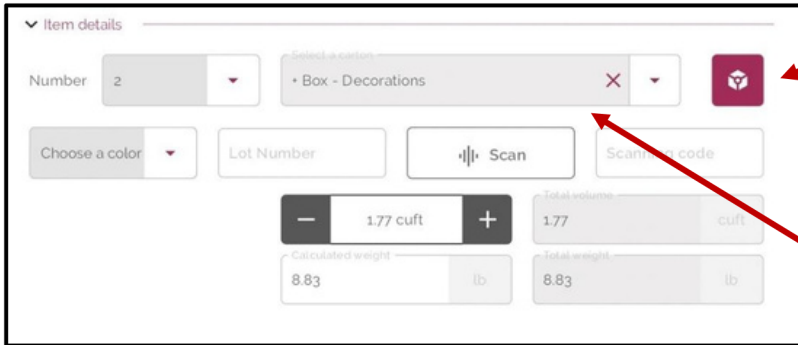 Item details
Select a carton
Number 2 + Box - Decorations
Choose a color Lot Number Scan Scanning code
Total volume
1.77 cuft 1.77 cuft
Calculated weight Total weight
8.83 lb 8.83 lb